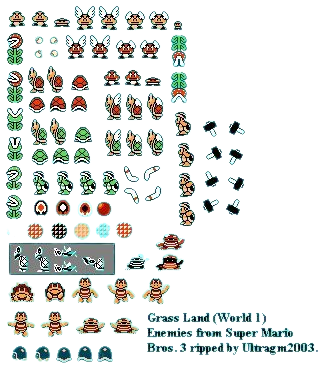 Grass Land (World 1)
Enemies from Super Mario
Bros. 3 ripped by Ultragm2003.